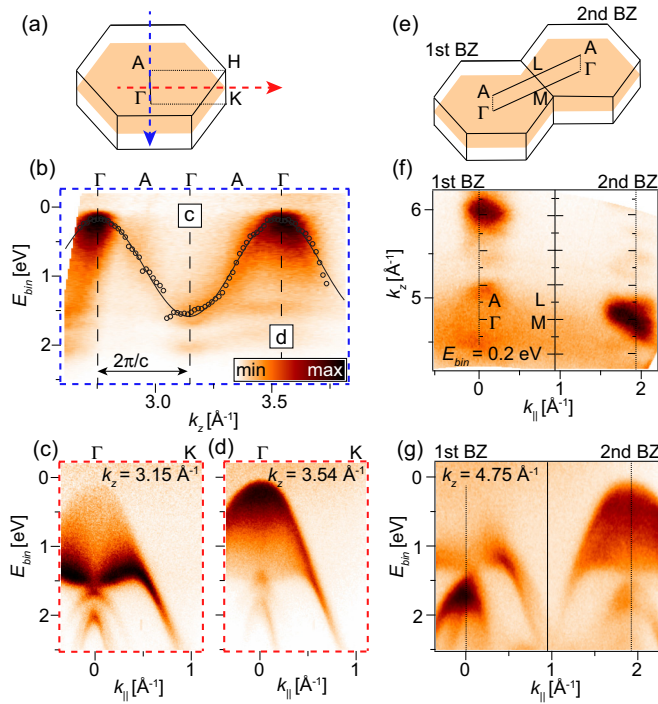 (a)
A
H
Γ
K
(e)
2nd BZ
1st BZ
L
A
Γ
A
Γ
M
(b)
Γ A Γ A Γ
0
1
2
E_bin [eV]
c
d
2π/c
min max
3.0 3.5
k_z [Å⁻¹]
(f)
1st BZ 2nd BZ
6
5
k_z [Å⁻¹]
A L
Γ M
E_bin = 0.2 eV
0 1 2
k_|| [Å⁻¹]
(c) Γ K
k_z = 3.15 Å⁻¹
0
1
2
E_bin [eV]
0 1
k_|| [Å⁻¹]
(d) Γ K
k_z = 3.54 Å⁻¹
0 1
k_|| [Å⁻¹]
(g)
1st BZ 2nd BZ
k_z = 4.75 Å⁻¹
0
1
2
E_bin [eV]
0 1 2
k_|| [Å⁻¹]